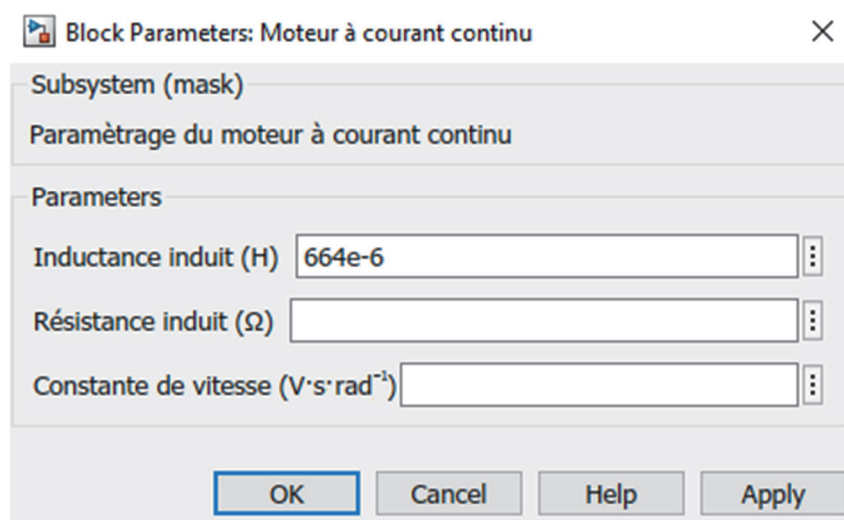 Block Parameters: Moteur à courant continu
Subsystem (mask)
Paramètrage du moteur à courant continu
Parameters
Inductance induit (H) 664e-6
Résistance induit (Ω)
Constante de vitesse (V·s·rad⁻¹)
OK Cancel Help Apply